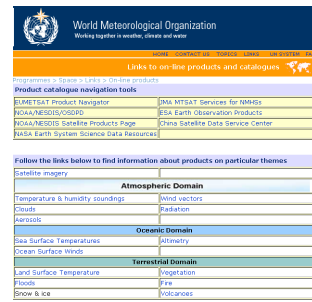 World Meteorological Organization
Working together in weather, climate and water
HOME CONTACT US TOPICS LINKS UN SYSTEM FA
Links to on-line products and catalogues
Programmes > Space > Links > On-line products
Product catalogue navigation tools
EUMETSAT Product Navigator JMA MTSAT Services for NMHSs
NOAA/NESDIS/OSDPD ESA Earth Observation Products
NOAA/NESDIS Satellite Products Page China Satellite Data Service Center
NASA Earth System Science Data Resources
Follow the links below to find information about products on particular themes
Satellite imagery
Atmospheric Domain
Temperature & humidity soundings Wind vectors
Clouds Radiation
Aerosols
Oceanic Domain
Sea Surface Temperatures Altimetry
Ocean Surface Winds
Terrestrial Domain
Land Surface Temperature Vegetation
Floods Fire
Snow & ice Volcanoes